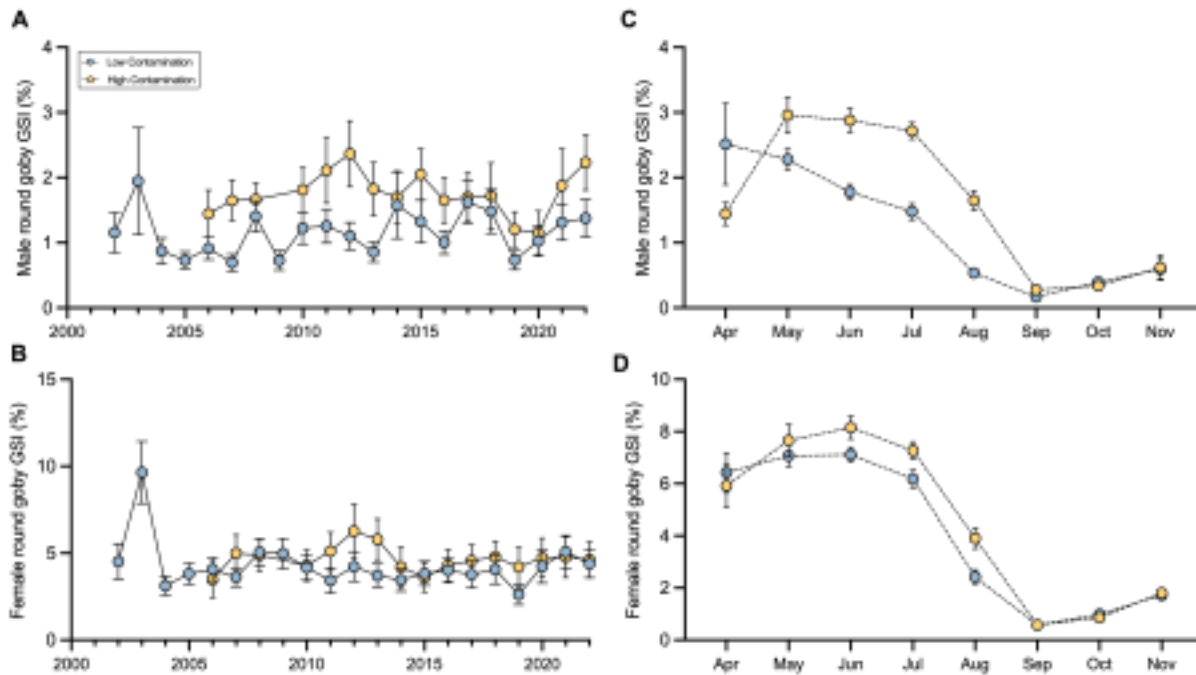 A
Male round goby GSI (%)
4
3
2
1
0
Low Contamination
High Contamination
2000 2005 2010 2015 2020
B
Female round goby GSI (%)
15
10
5
0
2000 2005 2010 2015 2020
C
Male round goby GSI (%)
4
3
2
1
0
Apr May Jun Jul Aug Sep Oct Nov
D
Female round goby GSI (%)
10
8
6
4
2
0
Apr May Jun Jul Aug Sep Oct Nov